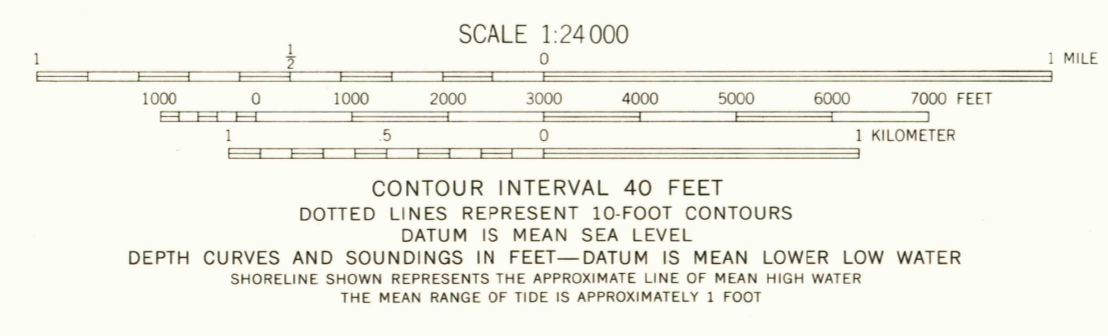 SCALE 1:24 000
1 ½ 0 1 MILE
1000 0 1000 2000 3000 4000 5000 6000 7000 FEET
1 .5 0 1 KILOMETER
CONTOUR INTERVAL 40 FEET
DOTTED LINES REPRESENT 10-FOOT CONTOURS
DATUM IS MEAN SEA LEVEL
DEPTH CURVES AND SOUNDINGS IN FEET—DATUM IS MEAN LOWER LOW WATER
SHORELINE SHOWN REPRESENTS THE APPROXIMATE LINE OF MEAN HIGH WATER
THE MEAN RANGE OF TIDE IS APPROXIMATELY 1 FOOT